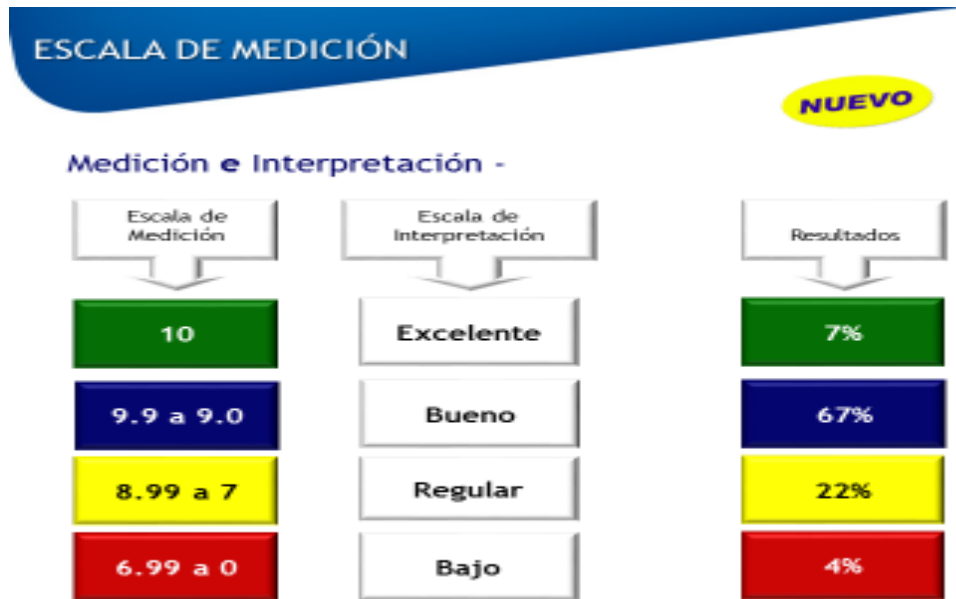 ESCALA DE MEDICIÓN
NUEVO
Medición e Interpretación -
Escala de
Medición
Escala de
Interpretación
Resultados
10
Excelente
7%
9.9 a 9.0
Bueno
67%
8.99 a 7
Regular
22%
6.99 a 0
Bajo
4%